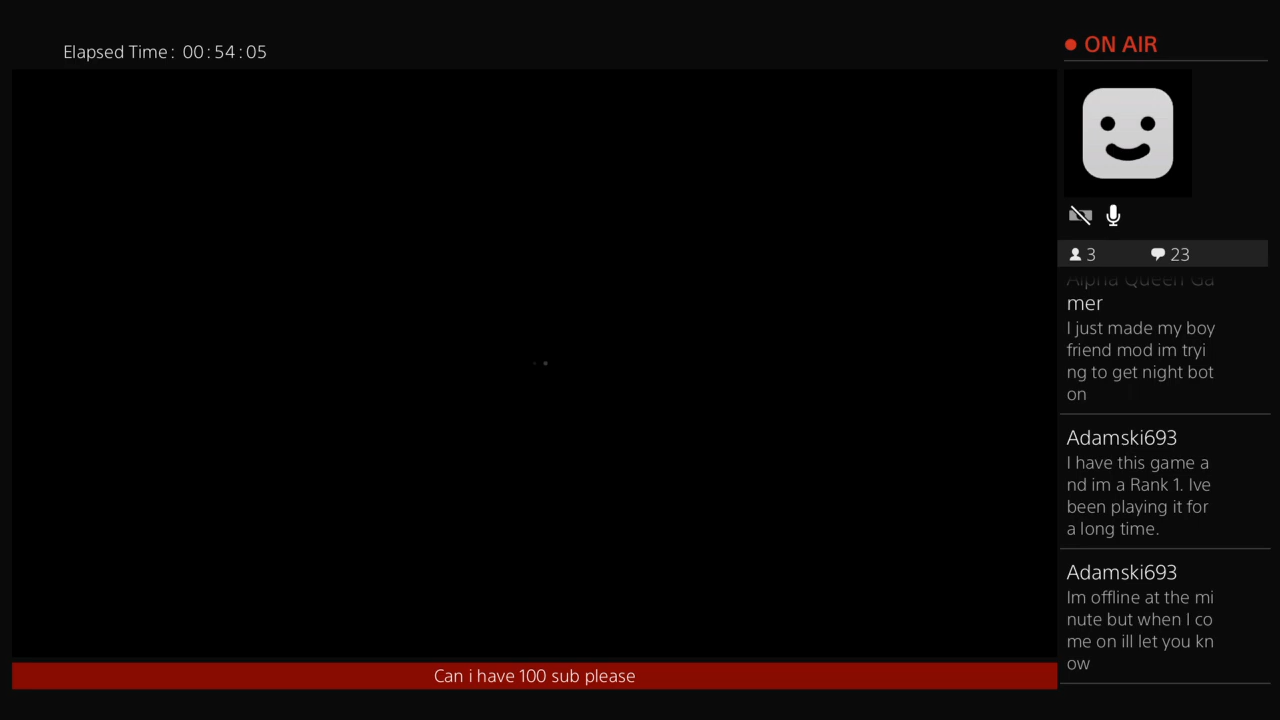 Elapsed Time: 00:54:05
ON AIR
3 23
Alpha Queen Ga
mer
I just made my boy
friend mod im tryi
ng to get night bot
on
Adamski693
I have this game a
nd im a Rank 1. Ive
been playing it for
a long time.
Adamski693
Im offline at the mi
nute but when I co
me on ill let you kn
ow
Can i have 100 sub please